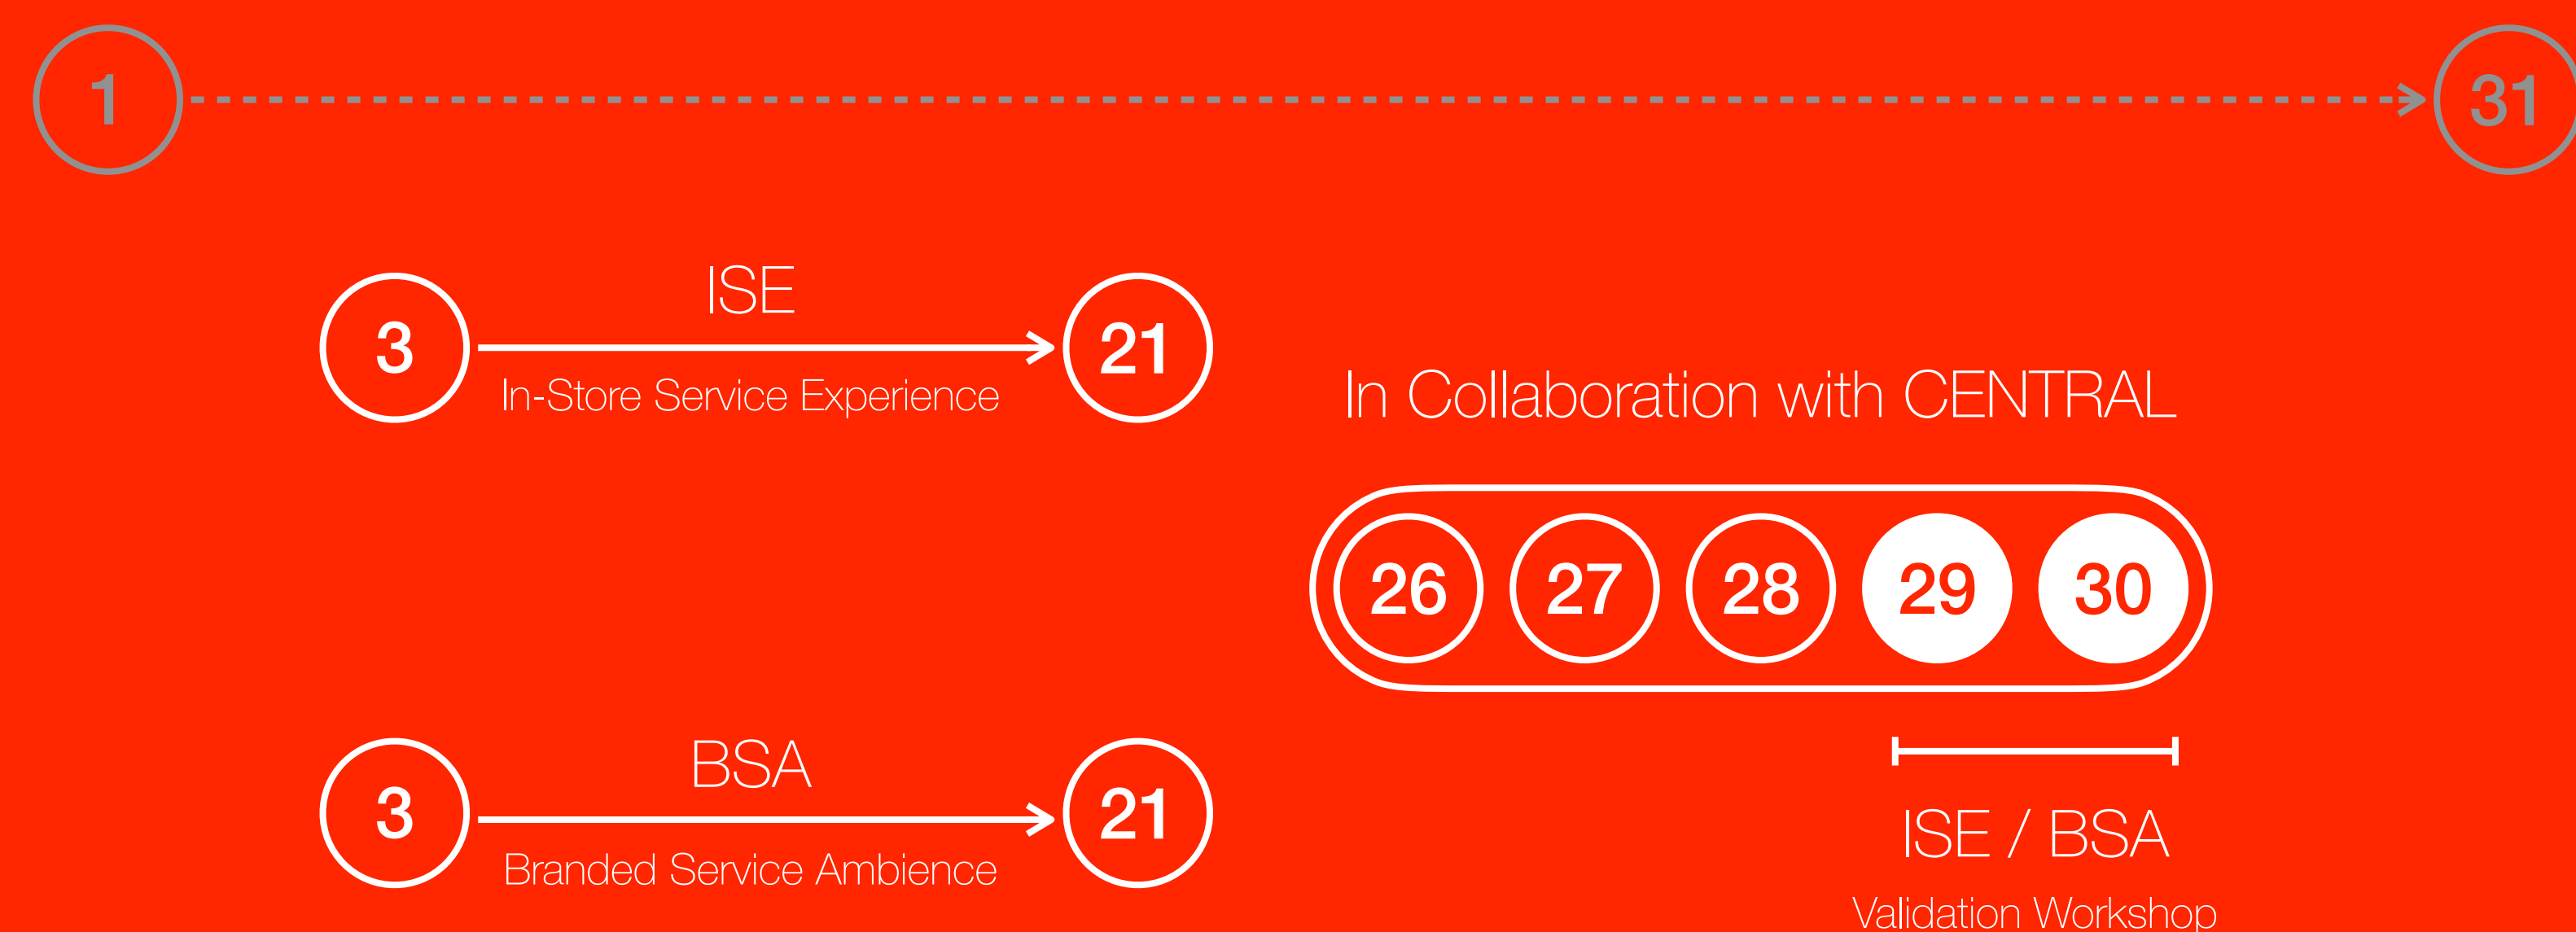 1
31
ISE
3
21
In-Store Service Experience
In Collaboration with CENTRAL
26 27 28 29 30
BSA
3
21
Branded Service Ambience
ISE / BSA
Validation Workshop